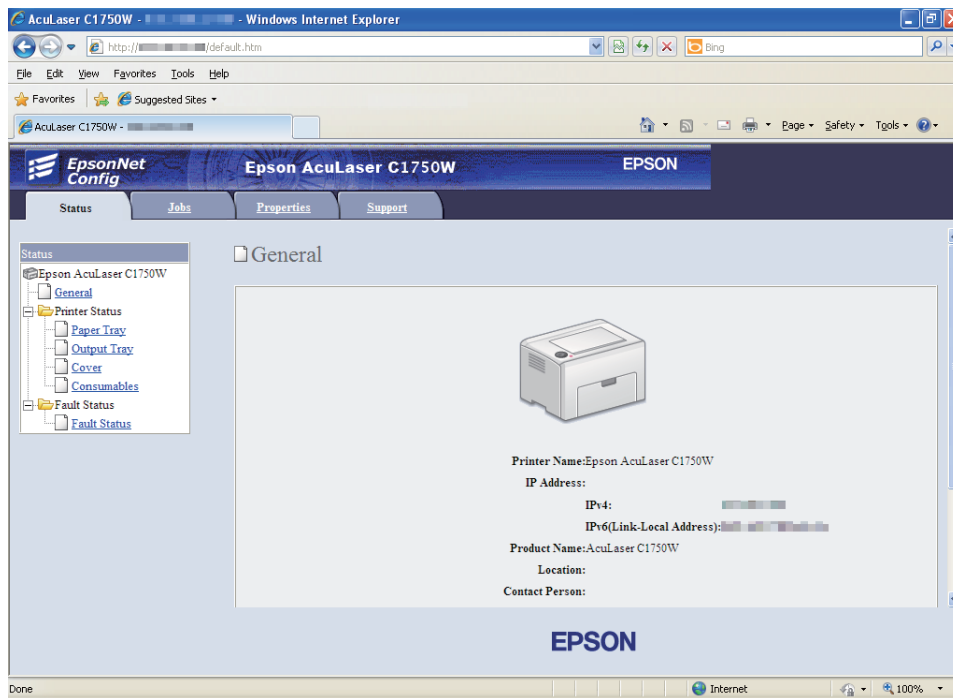 AcuLaser C1750W - - Windows Internet Explorer
http:// /default.htm
Bing
File Edit View Favorites Tools Help
Favorites Suggested Sites
AcuLaser C1750W -
Page Safety Tools
EpsonNet
Config
Epson AcuLaser C1750W
EPSON
Status Jobs Properties Support
Status
Epson AcuLaser C1750W
General
Printer Status
Paper Tray
Output Tray
Cover
Consumables
Fault Status
Fault Status
General
Printer Name:Epson AcuLaser C1750W
IP Address:
IPv4:
IPv6(Link-Local Address):
Product Name:AcuLaser C1750W
Location:
Contact Person:
EPSON
Done Internet 100%